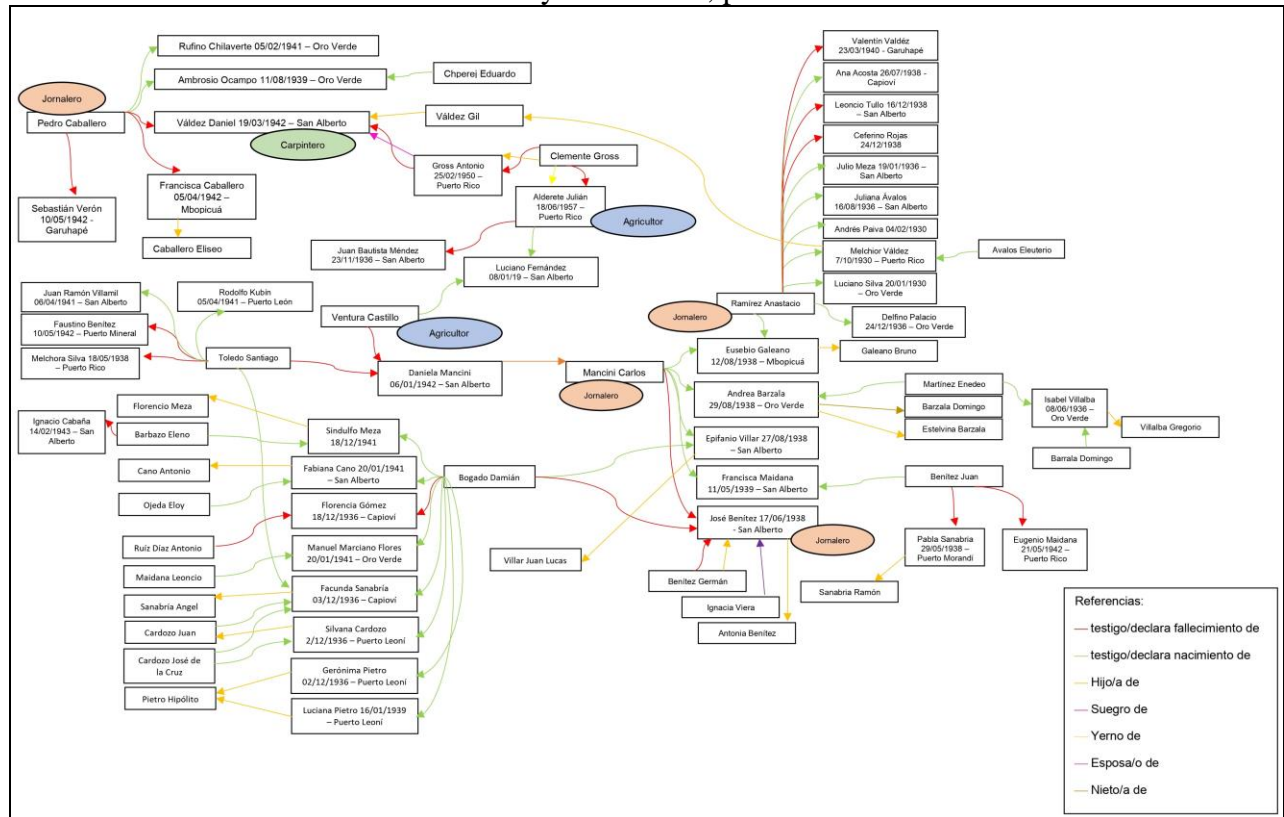 Rufino Chilaverte 05/02/1941 – Oro Verde
Ambrosio Ocampo 11/08/1939 – Oro Verde
Chperej Eduardo
Jornalero
Pedro Caballero
Váldez Daniel 19/03/1942 – San Alberto
Carpintero
Váldez Gil
Clemente Gross
Gross Antonio
25/02/1950 –
Puerto Rico
Francisca Caballero
05/04/1942 –
Mbopicuá
Sebastián Verón
10/05/1942 -
Garuhapé
Caballero Eliseo
Alderete Julián
18/06/1957 –
Puerto Rico
Agricultor
Juan Bautista Méndez
23/11/1936 – San Alberto
Luciano Fernández
08/01/19 – San Alberto
Valentín Valdéz
23/03/1940 - Garuhapé
Ana Acosta 26/07/1938 -
Capioví
Leoncio Tullo 16/12/1938
– San Alberto
Ceferino Rojas
24/12/1938
Julio Meza 19/01/1936 –
San Alberto
Juliana Ávalos
16/08/1936 – San Alberto
Andrés Paiva 04/02/1930
Melchior Váldez
7/10/1930 – Puerto Rico
Avalos Eleuterio
Luciano Silva 20/01/1930
– Oro Verde
Ramírez Anastacio
Jornalero
Delfino Palacio
24/12/1936 – Oro Verde
Juan Ramón Villamil
06/04/1941 – San Alberto
Rodolfo Kubin
05/04/1941 – Puerto León
Faustino Benítez
10/05/1942 – Puerto Mineral
Melchora Silva 18/05/1938
– Puerto Rico
Toledo Santiago
Ventura Castillo
Agricultor
Daniela Mancini
06/01/1942 – San Alberto
Mancini Carlos
Jornalero
Eusebio Galeano
12/08/1938 – Mbopicuá
Galeano Bruno
Andrea Barzala
29/08/1938 – Oro Verde
Martínez Enedeo
Barzala Domingo
Estelvina Barzala
Isabel Villalba
08/06/1936 –
Oro Verde
Villalba Gregorio
Barrala Domingo
Florencio Meza
Ignacio Cabaña
14/02/1943 – San
Alberto
Barbazo Eleno
Sindulfo Meza
18/12/1941
Cano Antonio
Fabiana Cano 20/01/1941
– San Alberto
Ojeda Eloy
Bogado Damián
Epifanio Villar 27/08/1938
– San Alberto
Francisca Maidana
11/05/1939 – San Alberto
Benítez Juan
Florencia Gómez
18/12/1936 – Capioví
Ruíz Díaz Antonio
José Benítez 17/06/1938
- San Alberto
Jornalero
Pabla Sanabria
29/05/1938 –
Puerto Morandi
Eugenio Maidana
21/05/1942 –
Puerto Rico
Manuel Marciano Flores
20/01/1941 – Oro Verde
Villar Juan Lucas
Maidana Leoncio
Benítez Germán
Sanabria Ramón
Facunda Sanabría
03/12/1936 – Capioví
Sanabría Angel
Ignacia Viera
Cardozo Juan
Silvana Cardozo
2/12/1936 – Puerto Leoní
Antonia Benítez
Cardozo José de
la Cruz
Gerónima Pietro
02/12/1936 – Puerto Leoní
Pietro Hipólito
Luciana Pietro 16/01/1939
– Puerto Leoní
Referencias:
testigo/declara fallecimiento de
testigo/declara nacimiento de
Hijo/a de
Suegro de
Yerno de
Esposa/o de
Nieto/a de